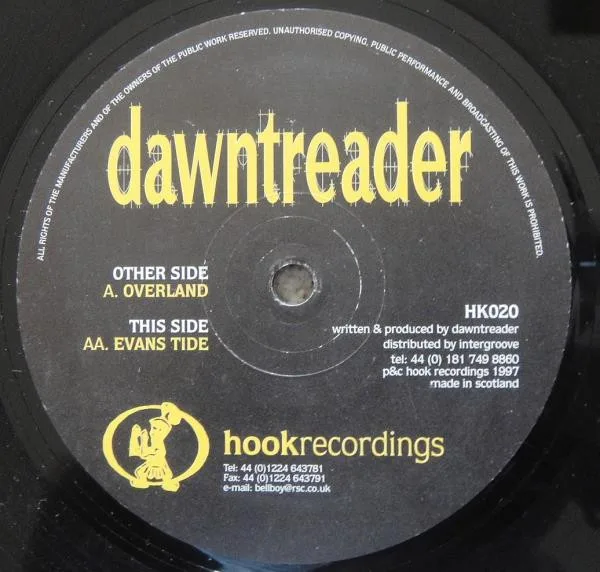 ALL RIGHTS OF THE MANUFACTURERS AND OF THE OWNERS OF THE PUBLIC WORK RESERVED. UNAUTHORISED COPYING, PUBLIC PERFORMANCE AND BROADCASTING OF THIS WORK IS PROHIBITED.
dawntreader
OTHER SIDE
A. OVERLAND
THIS SIDE
AA. EVANS TIDE
HK020
written & produced by dawntreader
distributed by intergroove
tel: 44 (0) 181 749 8860
p&c hook recordings 1997
made in scotland
hookrecordings
Tel: 44 (0)1224 643781
Fax: 44 (0)1224 643791
e-mail: bellboy@rsc.co.uk